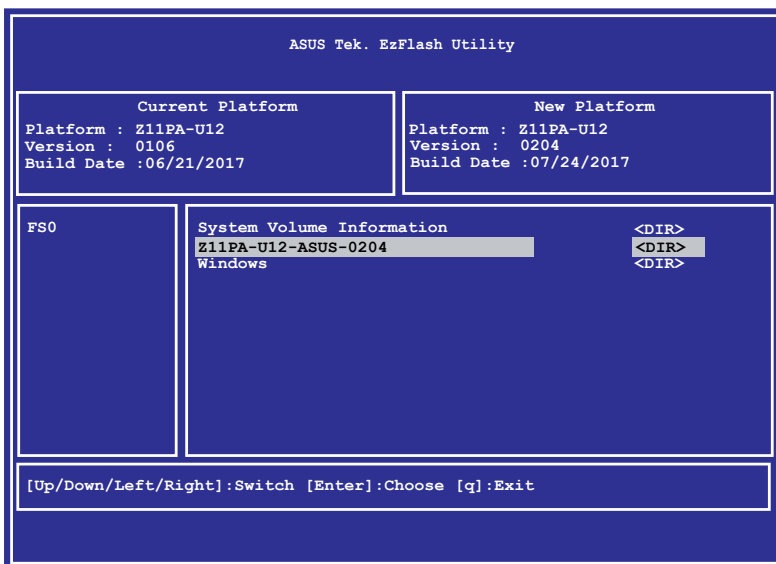 ASUS Tek. EzFlash Utility
Current Platform
Platform : Z11PA-U12
Version : 0106
Build Date :06/21/2017
New Platform
Platform : Z11PA-U12
Version : 0204
Build Date :07/24/2017
FS0
System Volume Information <DIR>
Z11PA-U12-ASUS-0204 <DIR>
Windows <DIR>
[Up/Down/Left/Right]:Switch [Enter]:Choose [q]:Exit